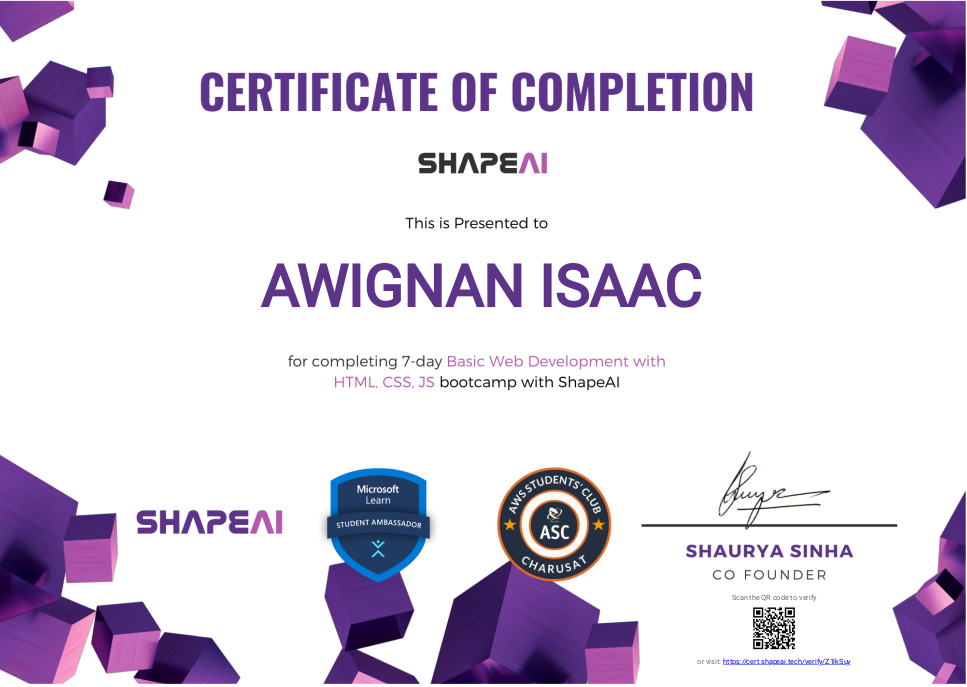 CERTIFICATE OF COMPLETION
SHAPEAI
This is Presented to
AWIGNAN ISAAC
for completing 7-day Basic Web Development with
HTML, CSS, JS bootcamp with ShapeAI
SHAPEAI
Microsoft
Learn
STUDENT AMBASSADOR
AWS STUDENTS' CLUB
ASC
CHARUSAT
SHAURYA SINHA
CO FOUNDER
Scan the QR code to verify
or visit: https://cert.shapeai.tech/verify/